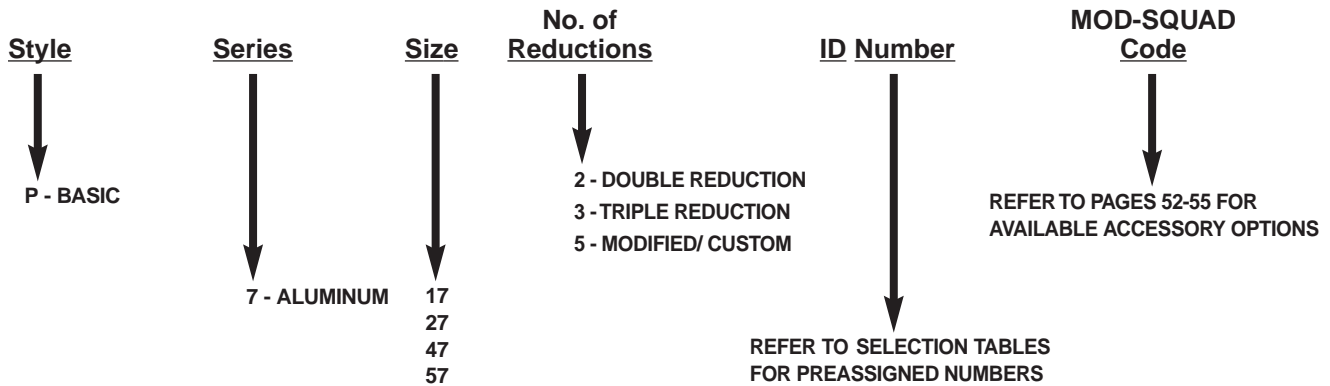 Style
Series
Size
No. of
Reductions
ID Number
MOD-SQUAD
Code
P - BASIC
7 - ALUMINUM
17
27
47
57
2 - DOUBLE REDUCTION
3 - TRIPLE REDUCTION
5 - MODIFIED/ CUSTOM
REFER TO SELECTION TABLES
FOR PREASSIGNED NUMBERS
REFER TO PAGES 52-55 FOR
AVAILABLE ACCESSORY OPTIONS